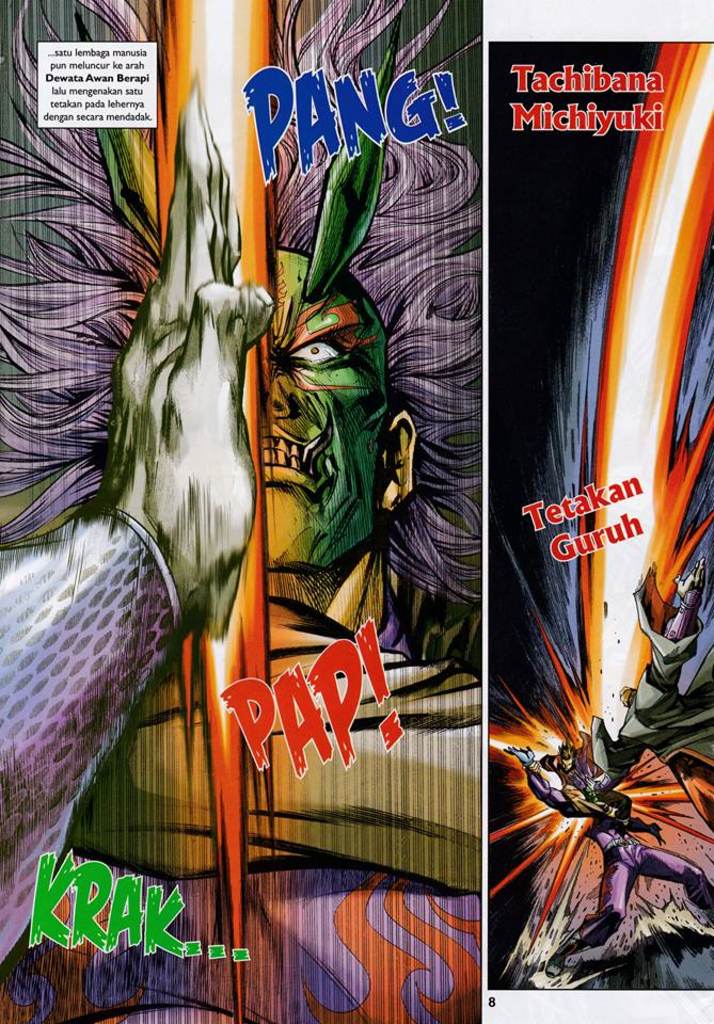 ...satu lembaga manusia
pun meluncur ke arah
Dewata Awan Berapi
lalu mengenakan satu
tetakan pada lehernya
dengan secara mendadak.
PANG!
PAP!
KRAK...
Tachibana
Michiyuki
Tetakan
Guruh
8